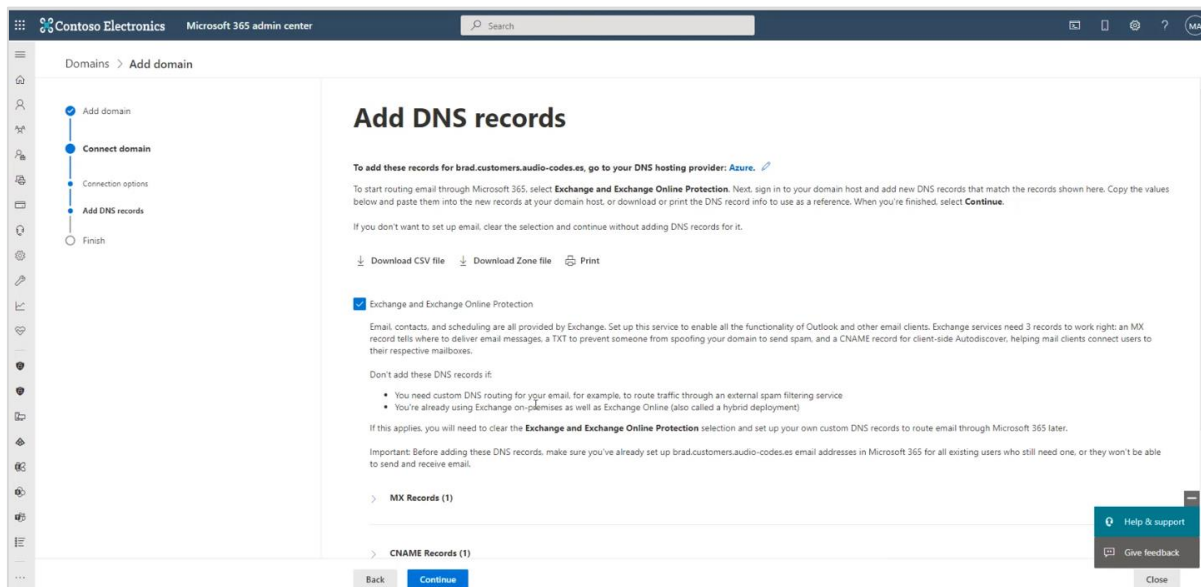 Contoso Electronics Microsoft 365 admin center Search MA
Domains > Add domain
Add domain
Connect domain
Connection options
Add DNS records
Finish
Add DNS records
To add these records for brad.customers.audio-codes.es, go to your DNS hosting provider: Azure.
To start routing email through Microsoft 365, select Exchange and Exchange Online Protection. Next, sign in to your domain host and add new DNS records that match the records shown here. Copy the values
below and paste them into the new records at your domain host, or download or print the DNS record info to use as a reference. When you're finished, select Continue.
If you don't want to set up email, clear the selection and continue without adding DNS records for it.
Download CSV file Download Zone file Print
Exchange and Exchange Online Protection
Email, contacts, and scheduling are all provided by Exchange. Set up this service to enable all the functionality of Outlook and other email clients. Exchange services need 3 records to work right: an MX
record tells where to deliver email messages, a TXT to prevent someone from spoofing your domain to send spam, and a CNAME record for client-side Autodiscover, helping mail clients connect users to
their respective mailboxes.
Don't add these DNS records if:
• You need custom DNS routing for your email, for example, to route traffic through an external spam filtering service
• You're already using Exchange on-premises as well as Exchange Online (also called a hybrid deployment)
If this applies, you will need to clear the Exchange and Exchange Online Protection selection and set up your own custom DNS records to route email through Microsoft 365 later.
Important: Before adding these DNS records, make sure you've already set up brad.customers.audio-codes.es email addresses in Microsoft 365 for all existing users who still need one, or they won't be able
to send and receive email.
MX Records (1)
Help & support
CNAME Records (1)
Give feedback
Back Continue Close